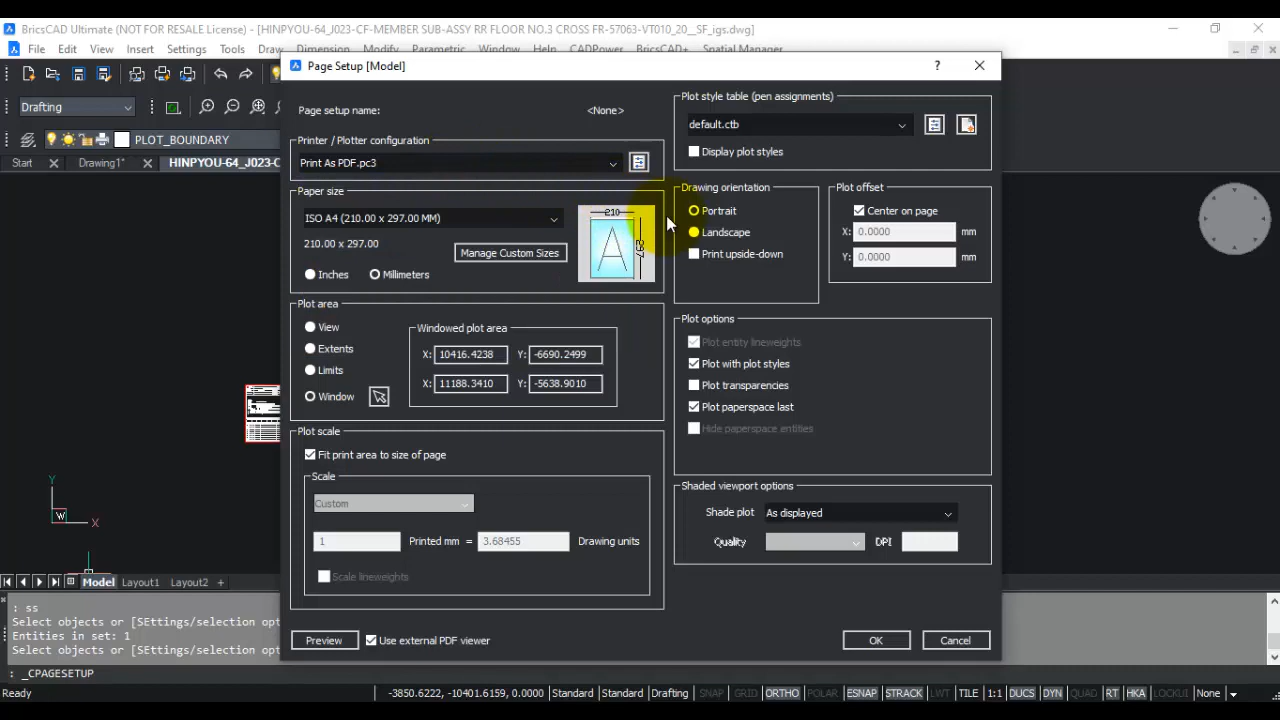 BricsCAD Ultimate (NOT FOR RESALE License) - [HINPYOU-64_J023-CF-MEMBER SUB-ASSY RR FLOOR NO.3 CROSS FR-57063-VT010_20__SF_igs.dwg]
File Edit View Insert Settings Tools Draw Dimension Modify Parametric Window Help CADPower BricsCAD+ Spatial Manager
Page Setup [Model] ?
Drafting
PLOT_BOUNDARY
Start Drawing1* HINPYOU-64_J023-C
Page setup name: <None>
Printer / Plotter configuration
Print As PDF.pc3
Paper size
ISO A4 (210.00 x 297.00 MM)
210.00 x 297.00
Manage Custom Sizes
Inches Millimeters
210
297
A
Plot area
View
Extents
Limits
Window
Windowed plot area
X: 10416.4238 Y: -6690.2499
X: 11188.3410 Y: -5638.9010
Plot scale
Fit print area to size of page
Scale
Custom
1 Printed mm = 3.68455 Drawing units
Scale lineweights
Preview Use external PDF viewer
Plot style table (pen assignments)
default.ctb
Display plot styles
Drawing orientation
Portrait
Landscape
Print upside-down
Plot offset
Center on page
X: 0.0000 mm
Y: 0.0000 mm
Plot options
Plot entity lineweights
Plot with plot styles
Plot transparencies
Plot paperspace last
Hide paperspace entities
Shaded viewport options
Shade plot As displayed
Quality DPI
OK Cancel
Y
W X
Model Layout1 Layout2 +
: ss
Select objects or [SEttings/selection opt
Entities in set: 1
Select objects or [SEttings/selection opt
: _CPAGESETUP
Ready -3850.6222, -10401.6159, 0.0000 Standard Standard Drafting SNAP GRID ORTHO POLAR ESNAP STRACK LWT TILE 1:1 DUCS DYN QUAD RT HKA LOCKUI None